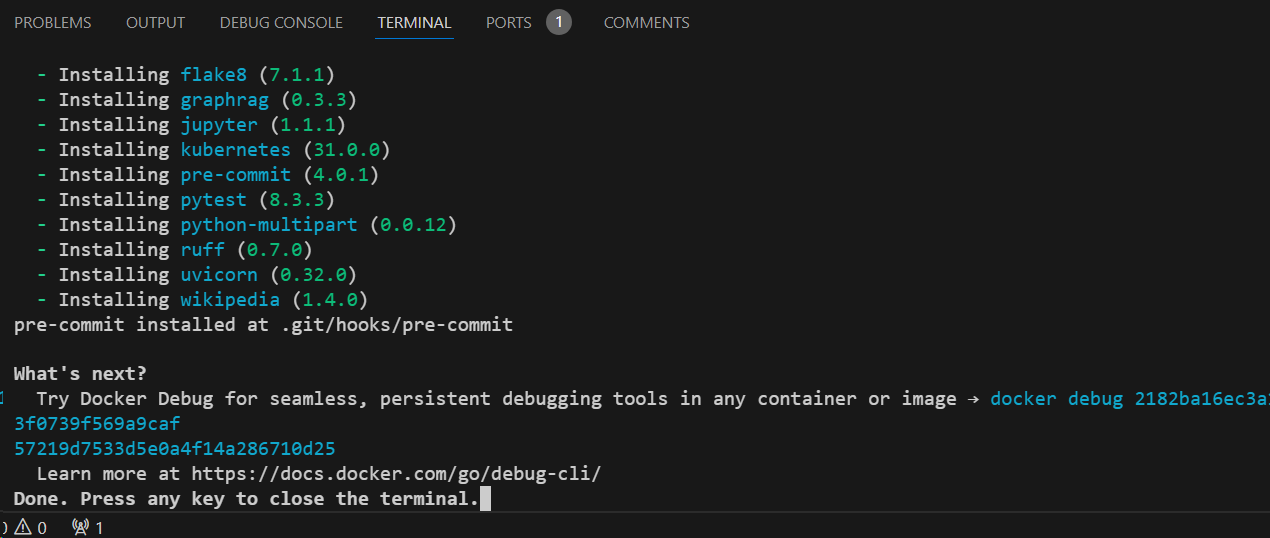 PROBLEMS OUTPUT DEBUG CONSOLE TERMINAL PORTS 1 COMMENTS
- Installing flake8 (7.1.1)
- Installing graphrag (0.3.3)
- Installing jupyter (1.1.1)
- Installing kubernetes (31.0.0)
- Installing pre-commit (4.0.1)
- Installing pytest (8.3.3)
- Installing python-multipart (0.0.12)
- Installing ruff (0.7.0)
- Installing uvicorn (0.32.0)
- Installing wikipedia (1.4.0)
pre-commit installed at .git/hooks/pre-commit
What's next?
Try Docker Debug for seamless, persistent debugging tools in any container or image → docker debug 2182ba16ec3a
3f0739f569a9caf
57219d7533d5e0a4f14a286710d25
Learn more at https://docs.docker.com/go/debug-cli/
Done. Press any key to close the terminal.
0 1